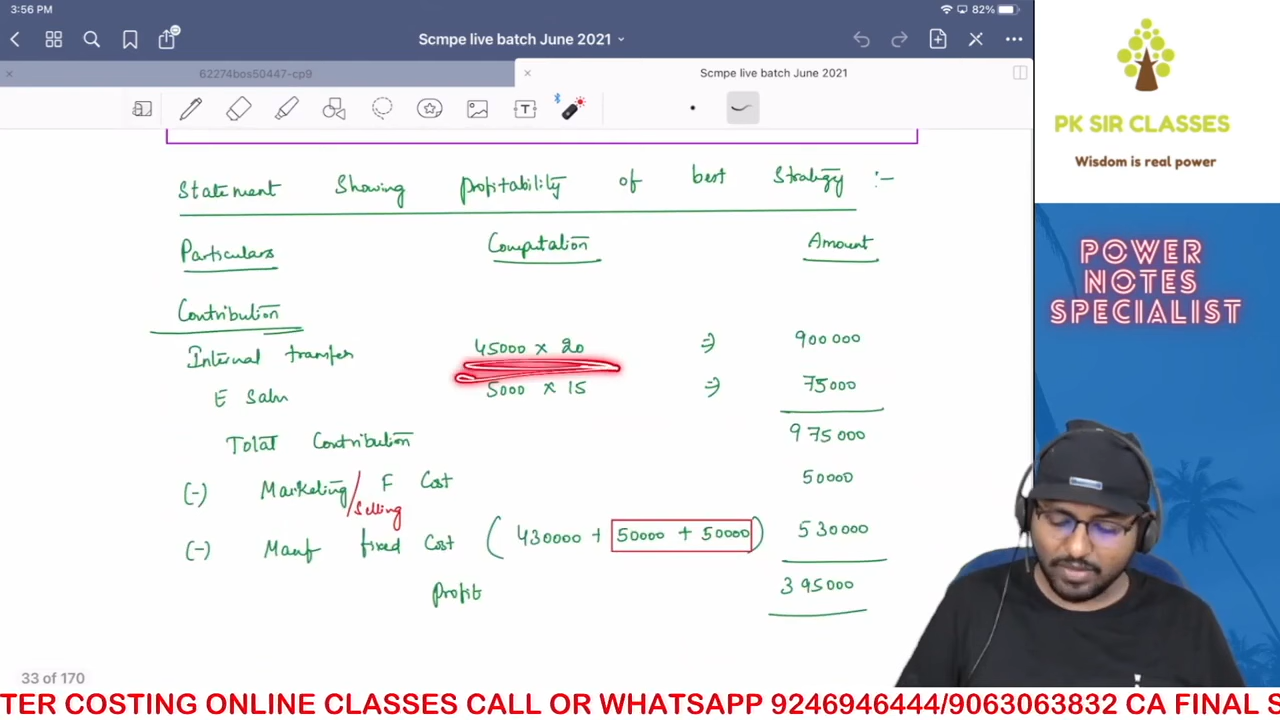 3:56 PM
82%
Scmpe live batch June 2021
62274bos50447-cp9
Scmpe live batch June 2021
PK SIR CLASSES
Wisdom is real power
POWER
NOTES
SPECIALIST
Statement Showing Profitability of best Strategy :-
Particulars Computation Amount
Contribution
Internal transfer 45000 × 20 ⇒ 900000
E Sales 5000 × 15 ⇒ 75000
Total Contribution 975000
(-) Marketing/Selling F Cost 50000
(-) Manf fixed Cost (430000 + 50000 + 50000) 530000
Profit 395000
33 of 170
TER COSTING ONLINE CLASSES CALL OR WHATSAPP 9246946444/9063063832 CA FINAL S